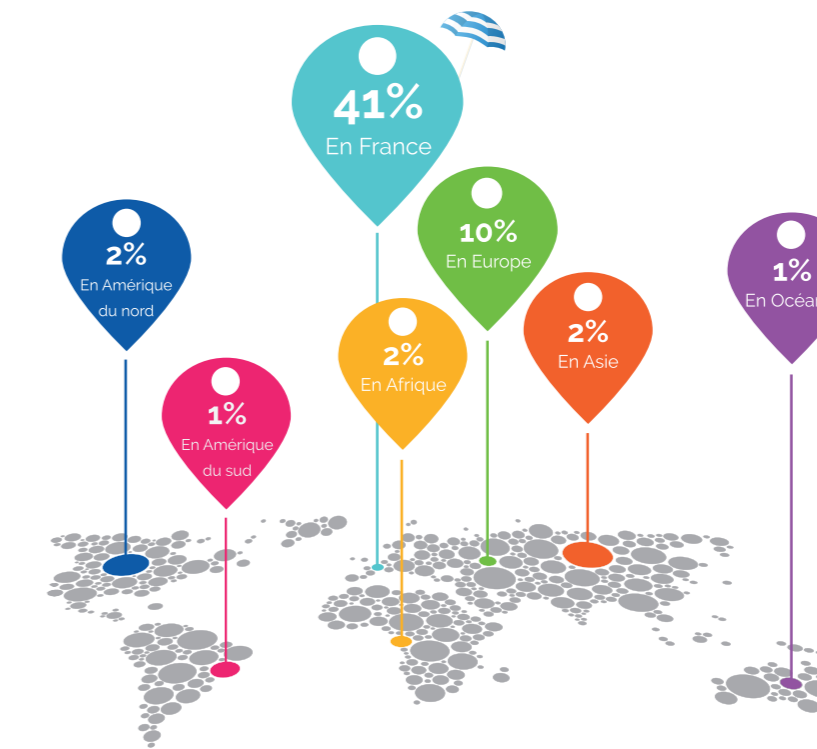 41%
En France
2%
En Amérique
du nord
10%
En Europe
1%
En
2%
En Asie
2%
En Afrique
1%
En Amérique
du sud